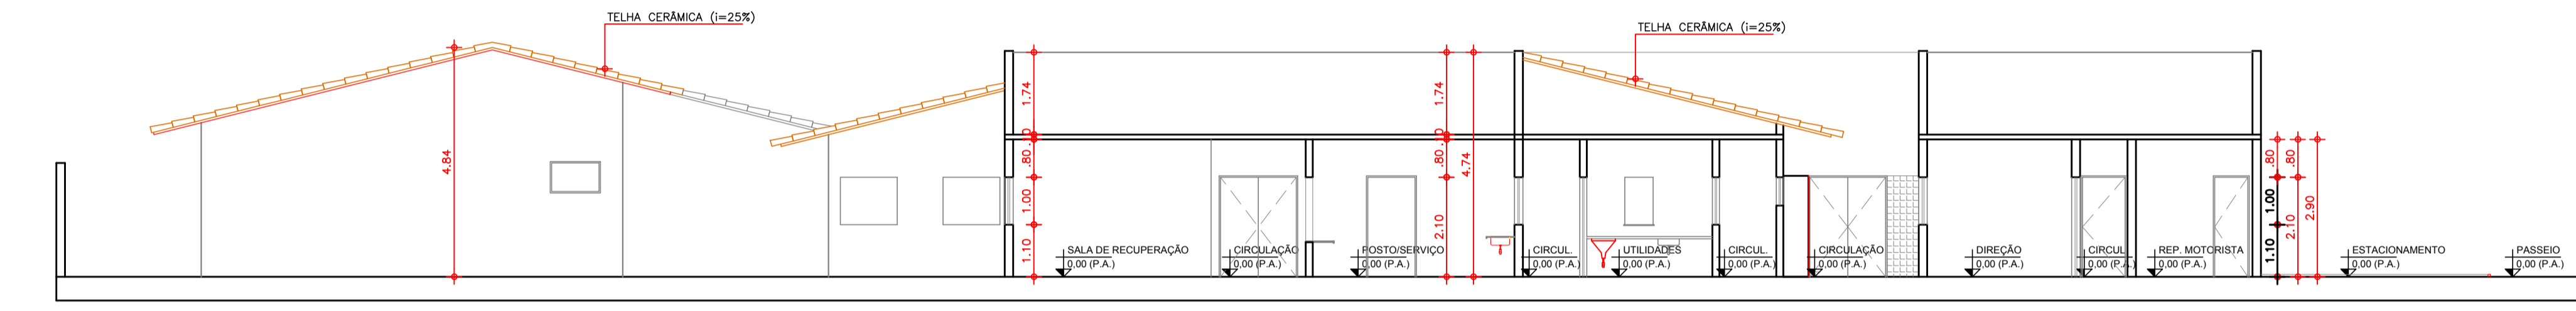 TELHA CERÂMICA (i=25%)
TELHA CERÂMICA (i=25%)
4.84
1.74
.10
.80
1.00
1.10
1.74
.10
.80
2.10
4.74
.80
1.00
1.10
.80
2.10
2.90
SALA DE RECUPERAÇÃO
0,00 (P.A.)
CIRCULAÇÃO
0,00 (P.A.)
POSTO/SERVIÇO
0,00 (P.A.)
CIRCUL.
0,00 (P.A.)
UTILIDADES
0,00 (P.A.)
CIRCUL.
0,00 (P.A.)
CIRCULAÇÃO
0,00 (P.A.)
DIREÇÃO
0,00 (P.A.)
CIRCUL.
0,00 (P.A.)
REP. MOTORISTA
0,00 (P.A.)
ESTACIONAMENTO
0,00 (P.A.)
PASSEIO
0,00 (P.A.)